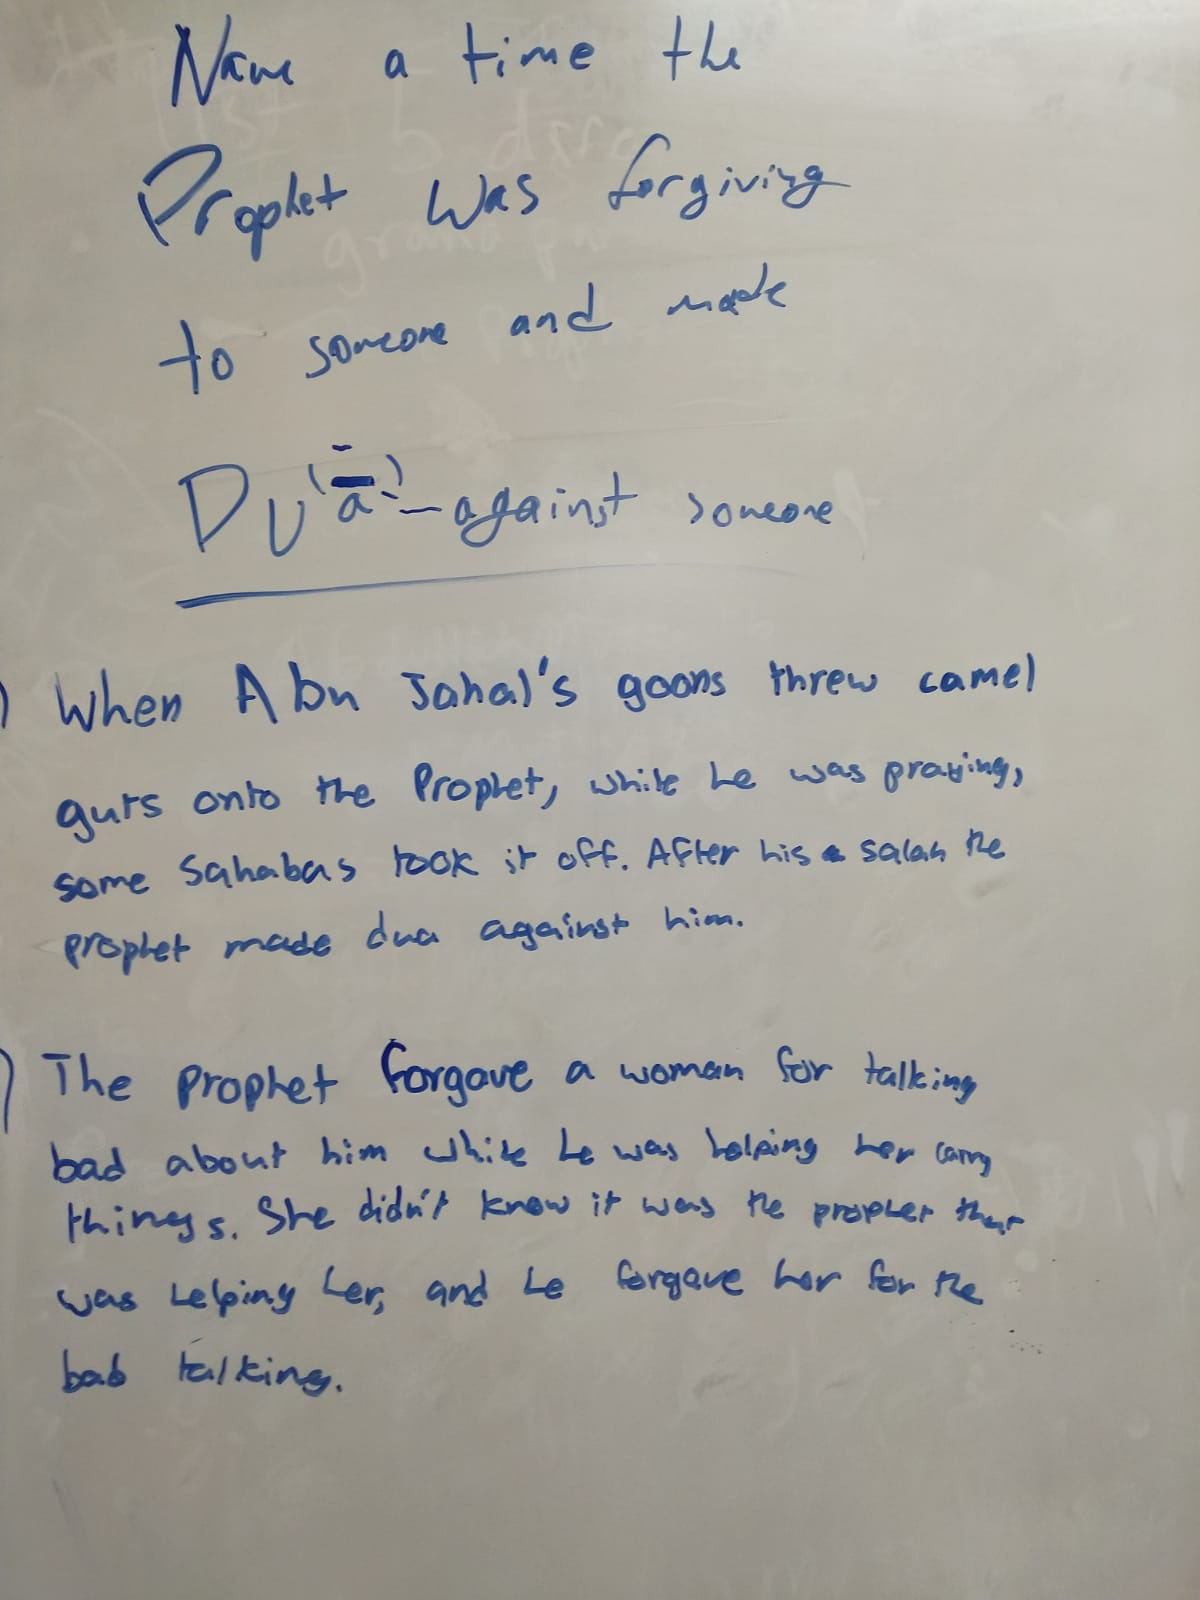 Name a time the
Prophet was forgiving
to someone and made
Du(ā) - against someone
) When Abu Jahal's goons threw camel
guts onto the Prophet, while he was praying,
some Sahabas took it off. After his salah the
prophet made dua against him.
) The prophet forgave a woman for talking
bad about him while he was helping her carry
things. She didn't know it was the prophet that
was helping her, and he forgave her for the
bab talking.